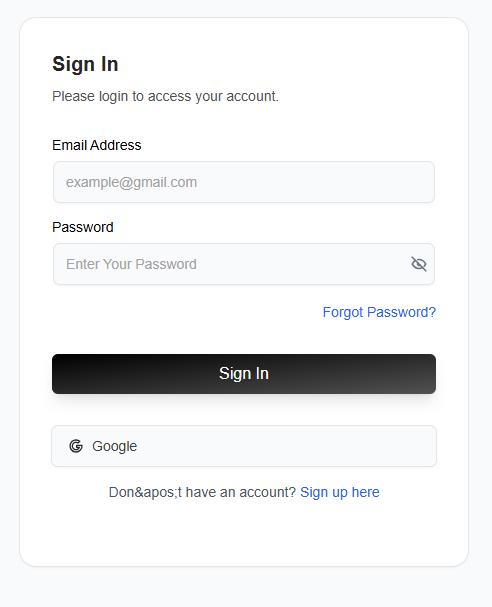 Sign In
Please login to access your account.
Email Address
example@gmail.com
Password
Enter Your Password
Forgot Password?
Sign In
Google
Don&apos;t have an account? Sign up here